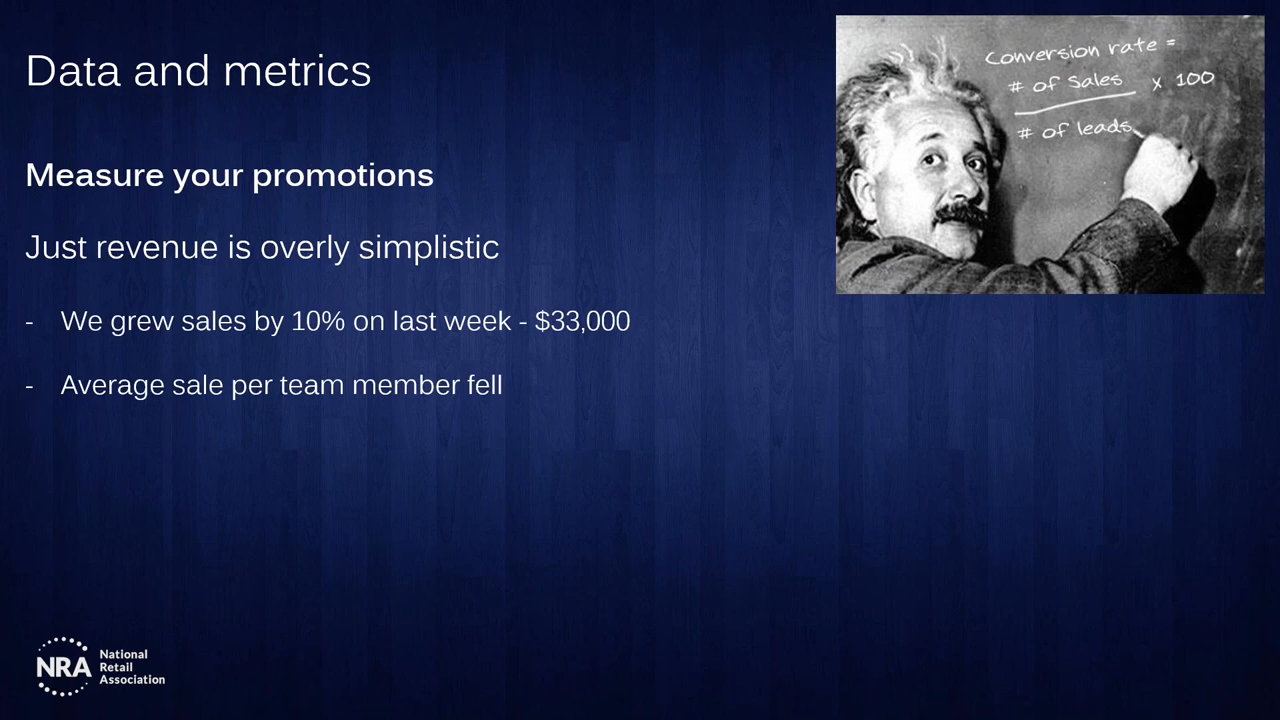 Data and metrics
Conversion rate =
# of Sales x 100
# of leads
Measure your promotions
Just revenue is overly simplistic
- We grew sales by 10% on last week - $33,000
- Average sale per team member fell
NRA
National
Retail
Association